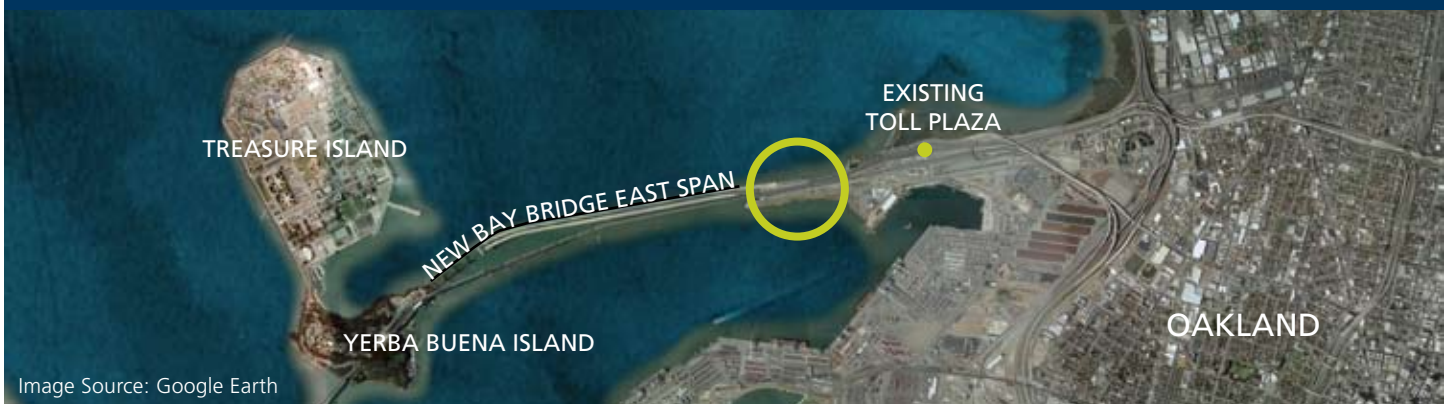 EXISTING
TOLL PLAZA
TREASURE ISLAND
NEW BAY BRIDGE EAST SPAN
YERBA BUENA ISLAND
OAKLAND
Image Source: Google Earth